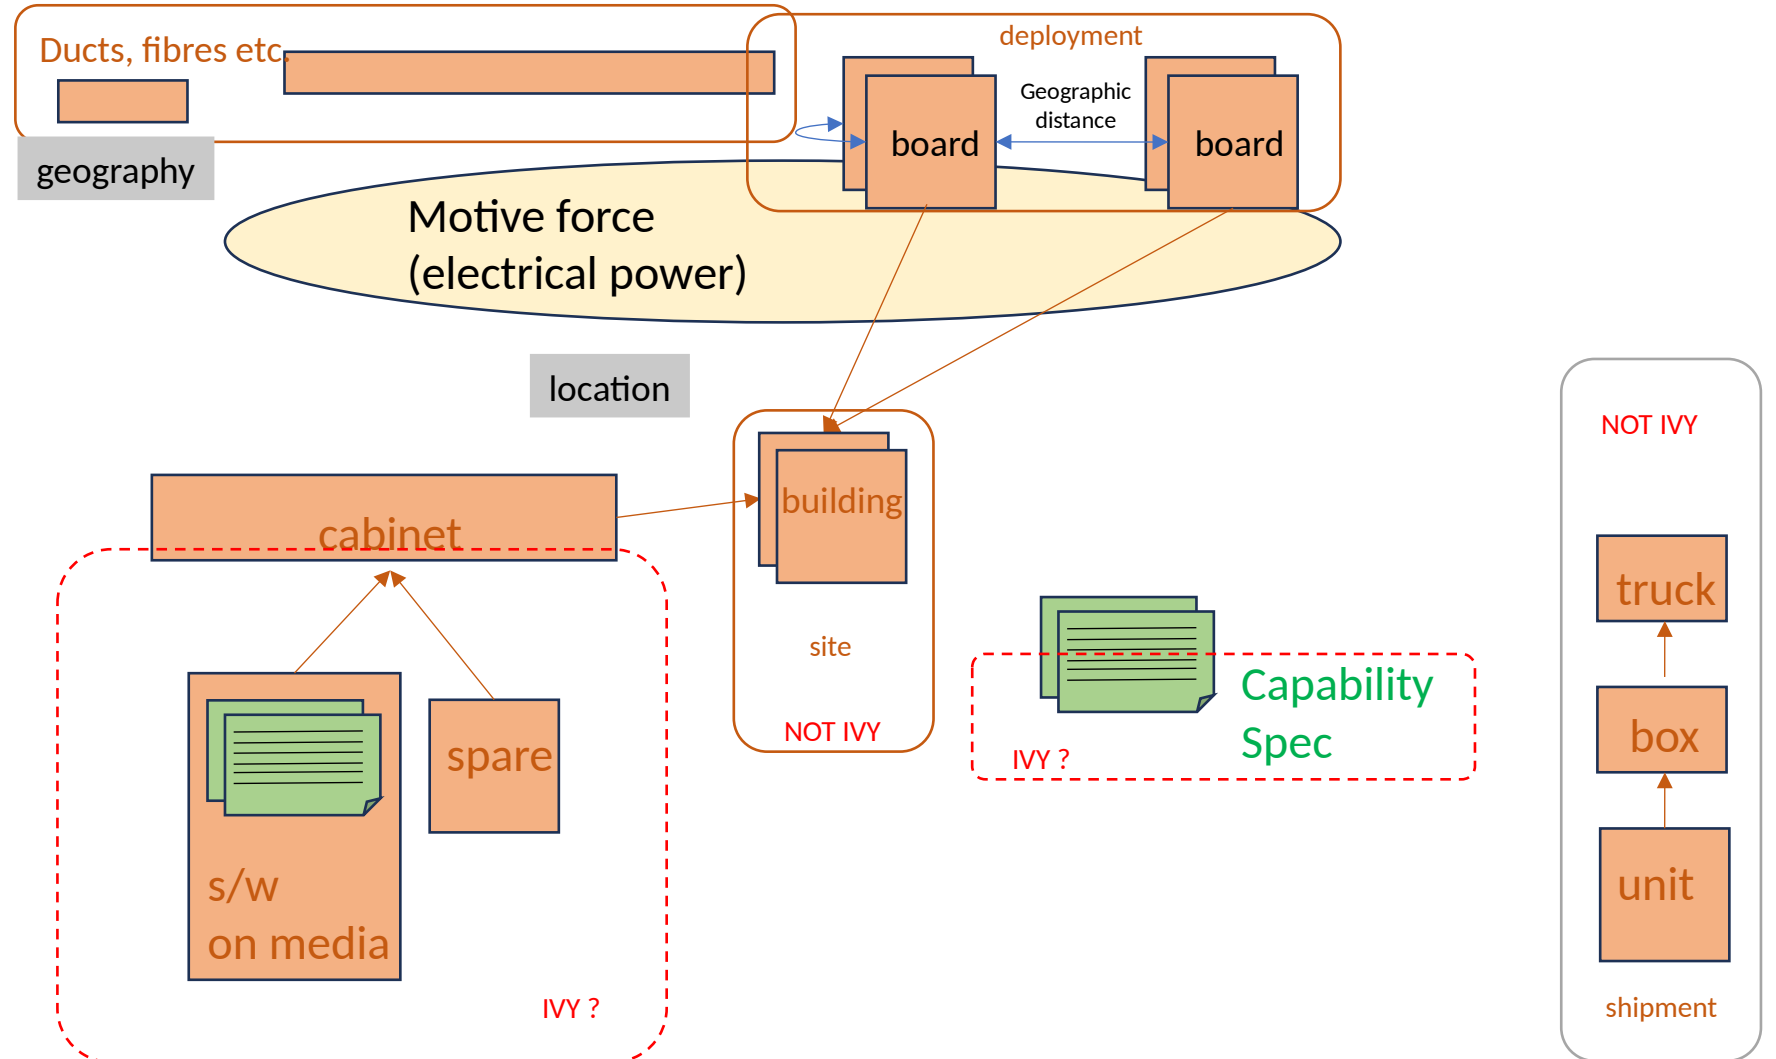 Ducts, fibres etc.
deployment
Geographic
distance
board
board
geography
Motive force
(electrical power)
location
NOT IVY
building
cabinet
truck
site
Capability
Spec
NOT IVY
IVY ?
box
spare
s/w
on media
unit
IVY ?
shipment